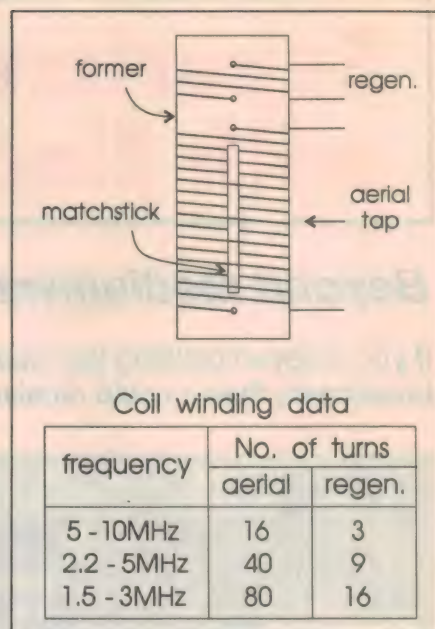 former
regen.
matchstick
aerial
tap
Coil winding data
frequency
No. of turns
aerial
regen.
5 - 10MHz 16 3
2.2 - 5MHz 40 9
1.5 - 3MHz 80 16